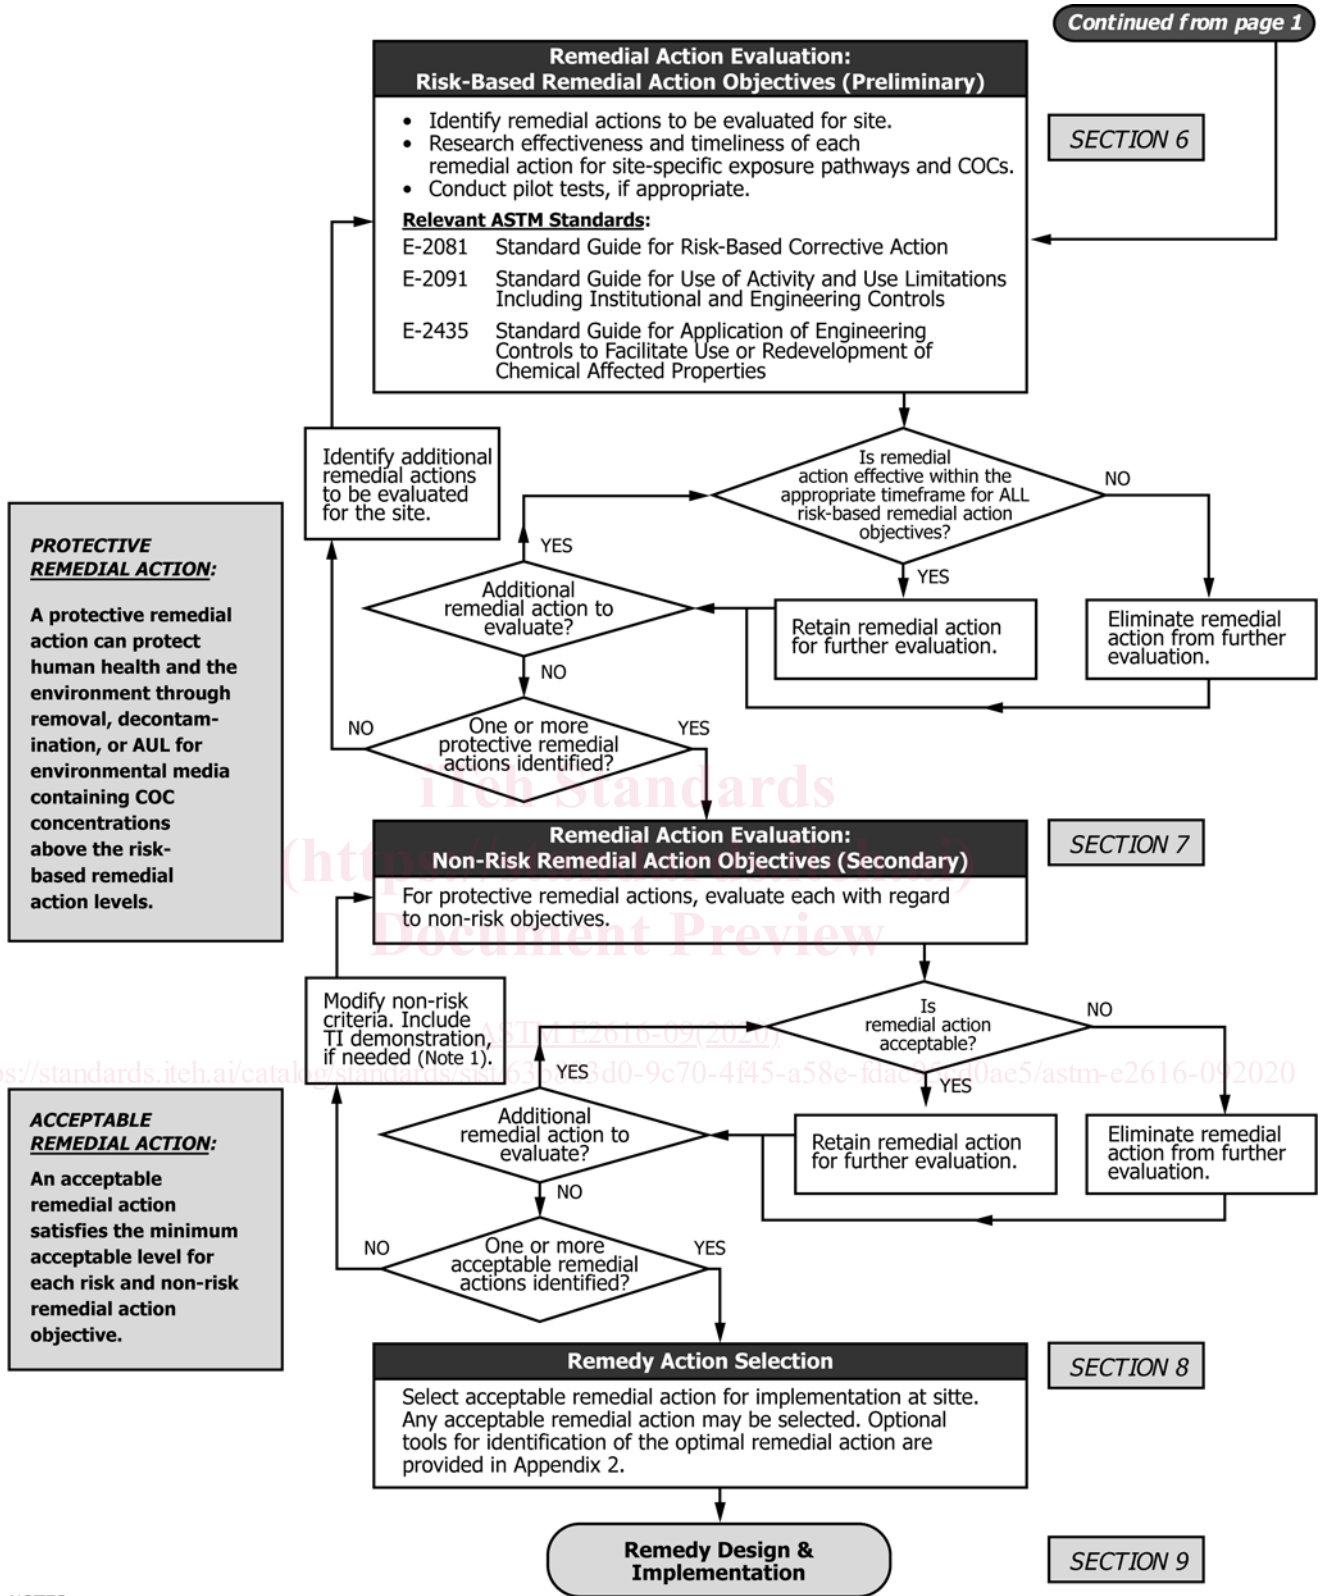 Continued from page 1
Remedial Action Evaluation:
Risk-Based Remedial Action Objectives (Preliminary)
• Identify remedial actions to be evaluated for site.
• Research effectiveness and timeliness of each
remedial action for site-specific exposure pathways and COCs.
• Conduct pilot tests, if appropriate.
Relevant ASTM Standards:
E-2081 Standard Guide for Risk-Based Corrective Action
E-2091 Standard Guide for Use of Activity and Use Limitations
Including Institutional and Engineering Controls
E-2435 Standard Guide for Application of Engineering
Controls to Facilitate Use or Redevelopment of
Chemical Affected Properties
SECTION 6
Identify additional
remedial actions
to be evaluated
for the site.
Is remedial
action effective within the
appropriate timeframe for ALL
risk-based remedial action
objectives?
NO
YES
YES
Additional
remedial action to
evaluate?
Retain remedial action
for further evaluation.
Eliminate remedial
action from further
evaluation.
NO
NO
One or more
protective remedial
actions identified?
YES
PROTECTIVE
REMEDIAL ACTION:
A protective remedial
action can protect
human health and the
environment through
removal, decontam-
ination, or AUL for
environmental media
containing COC
concentrations
above the risk-
based remedial
action levels.
iTeh Standards
(https://standards.iteh.ai)
Document Preview
Remedial Action Evaluation:
Non-Risk Remedial Action Objectives (Secondary)
For protective remedial actions, evaluate each with regard
to non-risk objectives.
SECTION 7
Modify non-risk
criteria. Include
TI demonstration,
if needed (Note 1).
Is
remedial action
acceptable?
NO
YES
YES
ASTM E2616-09(2020)
Additional
remedial action to
evaluate?
Retain remedial action
for further evaluation.
Eliminate remedial
action from further
evaluation.
NO
NO
One or more
acceptable remedial
actions identified?
YES
ACCEPTABLE
REMEDIAL ACTION:
An acceptable
remedial action
satisfies the minimum
acceptable level for
each risk and non-risk
remedial action
objective.
Remedy Action Selection
Select acceptable remedial action for implementation at sitte.
Any acceptable remedial action may be selected. Optional
tools for identification of the optimal remedial action are
provided in Appendix 2.
SECTION 8
Remedy Design &
Implementation
SECTION 9